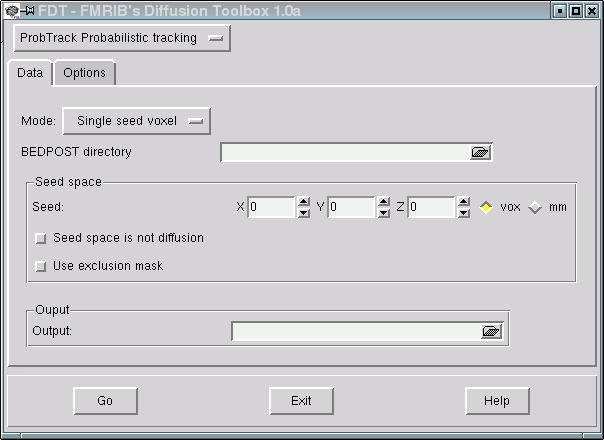 FDT - FMRIB's Diffusion Toolbox 1.0a
ProbTrack Probabilistic tracking
Data Options
Mode: Single seed voxel
BEDPOST directory
Seed space
Seed: X 0 Y 0 Z 0 vox mm
Seed space is not diffusion
Use exclusion mask
Ouput
Output:
Go Exit Help